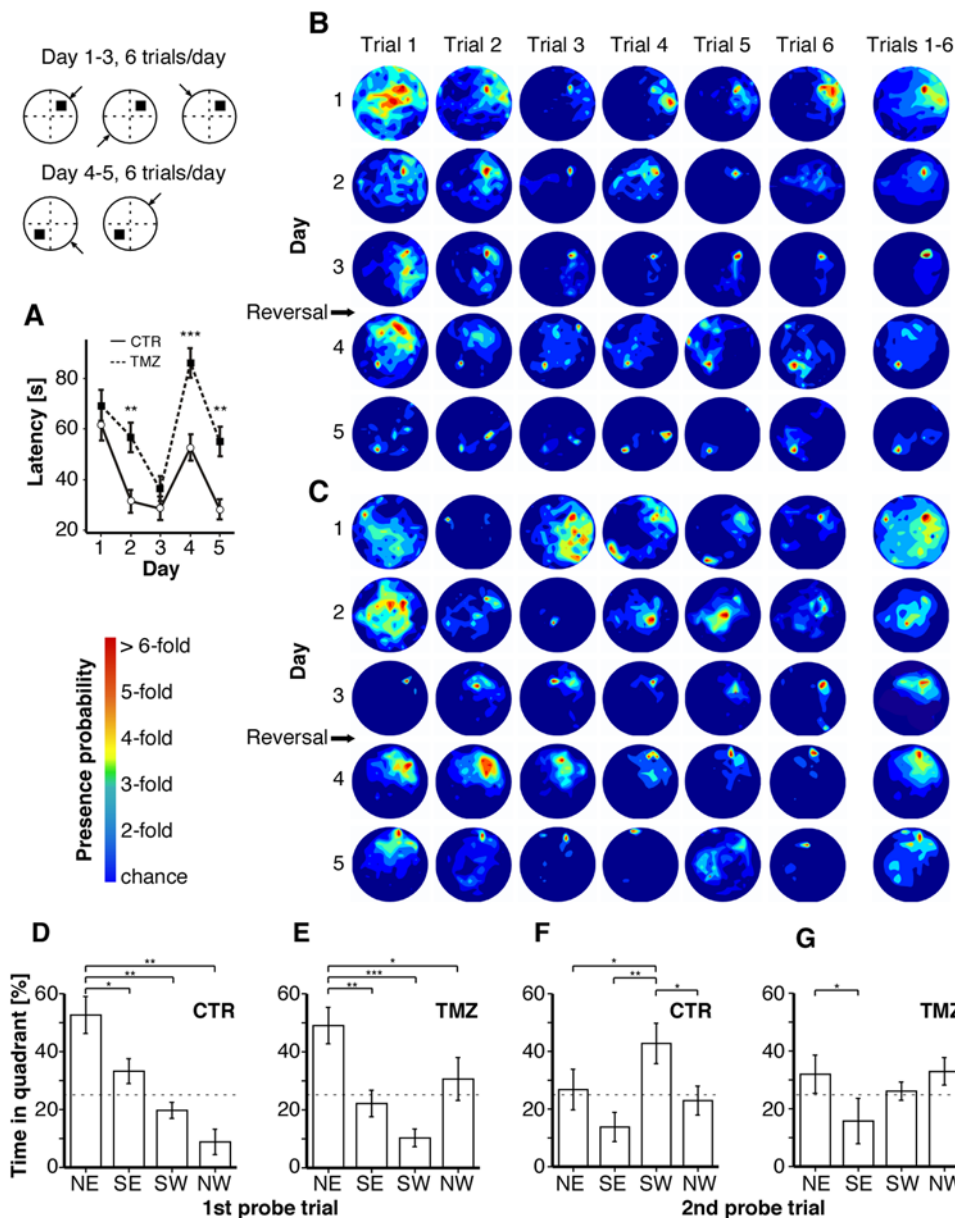 Day 1-3, 6 trials/day
Day 4-5, 6 trials/day
A
CTR
TMZ
**
***
**
Latency [s]
80
60
40
20
1 2 3 4 5
Day
Presence probability
> 6-fold
5-fold
4-fold
3-fold
2-fold
chance
B
Trial 1 Trial 2 Trial 3 Trial 4 Trial 5 Trial 6 Trials 1-6
Day
1
2
3
Reversal
4
5
C
Day
1
2
3
Reversal
4
5
D
Time in quadrant [%]
**
**
*
CTR
60
40
20
0
NE SE SW NW
E
*
***
**
TMZ
60
40
20
0
NE SE SW NW
1st probe trial
F
*
**
*
CTR
60
40
20
0
NE SE SW NW
G
*
TMZ
60
40
20
0
NE SE SW NW
2nd probe trial